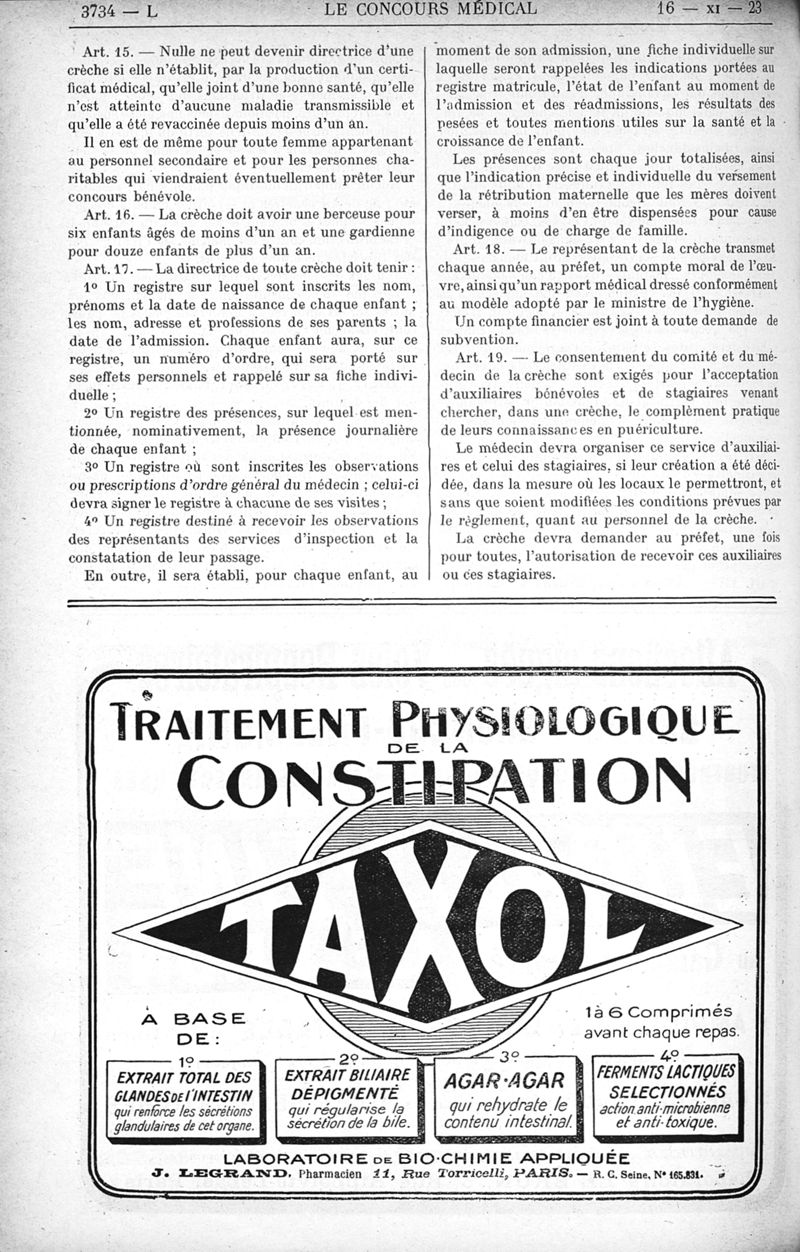 3734 — L
LE CONCOURS MÉDICAL
16 — XI — 23
Art. 15. — Nulle ne peut devenir directrice d'une
crèche si elle n'établit, par la production d'un certi-
ficat médical, qu'elle joint d'une bonne santé, qu'elle
n'est atteinte d'aucune maladie transmissible et
qu'elle a été revaccinée depuis moins d'un an.
Il en est de même pour toute femme appartenant
au personnel secondaire et pour les personnes cha-
ritables qui viendraient éventuellement prêter leur
concours bénévole.
Art. 16. — La crèche doit avoir une berceuse pour
six enfants âgés de moins d'un an et une gardienne
pour douze enfants de plus d'un an.
Art. 17. — La directrice de toute crèche doit tenir :
1º Un registre sur lequel sont inscrits les nom,
prénoms et la date de naissance de chaque enfant ;
les nom, adresse et professions de ses parents ; la
date de l'admission. Chaque enfant aura, sur ce
registre, un numéro d'ordre, qui sera porté sur
ses effets personnels et rappelé sur sa fiche indivi-
duelle ;
2º Un registre des présences, sur lequel est men-
tionnée, nominativement, la présence journalière
de chaque enfant ;
3º Un registre où sont inscrites les observations
ou prescriptions d'ordre général du médecin ; celui-ci
devra signer le registre à chacune de ses visites ;
4º Un registre destiné à recevoir les observations
des représentants des services d'inspection et la
constatation de leur passage.
En outre, il sera établi, pour chaque enfant, au
moment de son admission, une fiche individuelle sur
laquelle seront rappelées les indications portées au
registre matricule, l'état de l'enfant au moment de
l'admission et des réadmissions, les résultats des
pesées et toutes mentions utiles sur la santé et la
croissance de l'enfant.
Les présences sont chaque jour totalisées, ainsi
que l'indication précise et individuelle du versement
de la rétribution maternelle que les mères doivent
verser, à moins d'en être dispensées pour cause
d'indigence ou de charge de famille.
Art. 18. — Le représentant de la crèche transmet
chaque année, au préfet, un compte moral de l'œu-
vre, ainsi qu'un rapport médical dressé conformément
au modèle adopté par le ministre de l'hygiène.
Un compte financier est joint à toute demande de
subvention.
Art. 19. — Le consentement du comité et du mé-
decin de la crèche sont exigés pour l'acceptation
d'auxiliaires bénévoles et de stagiaires venant
chercher, dans une crèche, le complément pratique
de leurs connaissances en puériculture.
Le médecin devra organiser ce service d'auxiliai-
res et celui des stagiaires, si leur création a été déci-
dée, dans la mesure où les locaux le permettront, et
sans que soient modifiées les conditions prévues par
le règlement, quant au personnel de la crèche.
La crèche devra demander au préfet, une fois
pour toutes, l'autorisation de recevoir ces auxiliaires
ou ces stagiaires.
TRAITEMENT PHYSIOLOGIQUE
DE LA
CONSTIPATION
TAXOL
À BASE
DE :
1 à 6 Comprimés
avant chaque repas.
1º
EXTRAIT TOTAL DES
GLANDES DE l'INTESTIN
qui renforce les sécrétions
glandulaires de cet organe.
2º
EXTRAIT BILIAIRE
DÉPIGMENTÉ
qui régularise la
sécrétion de la bile.
3º
AGAR-AGAR
qui rehydrate le
contenu intestinal.
4º
FERMENTS LACTIQUES
SELECTIONNÉS
action anti-microbienne
et anti-toxique.
LABORATOIRE DE BIO-CHIMIE APPLIQUÉE
J. LEGRAND, Pharmacien 11, Rue Torricelli, PARIS. — R. C. Seine, Nº 165.831.